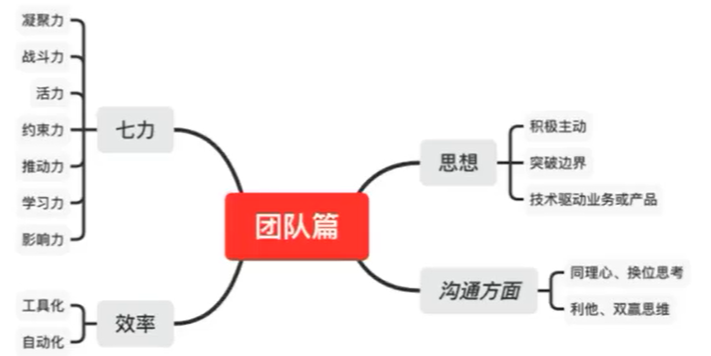 团队篇
七力
凝聚力
战斗力
活力
约束力
推动力
学习力
影响力
效率
工具化
自动化
思想
积极主动
突破边界
技术驱动业务或产品
沟通方面
同理心、换位思考
利他、双赢思维